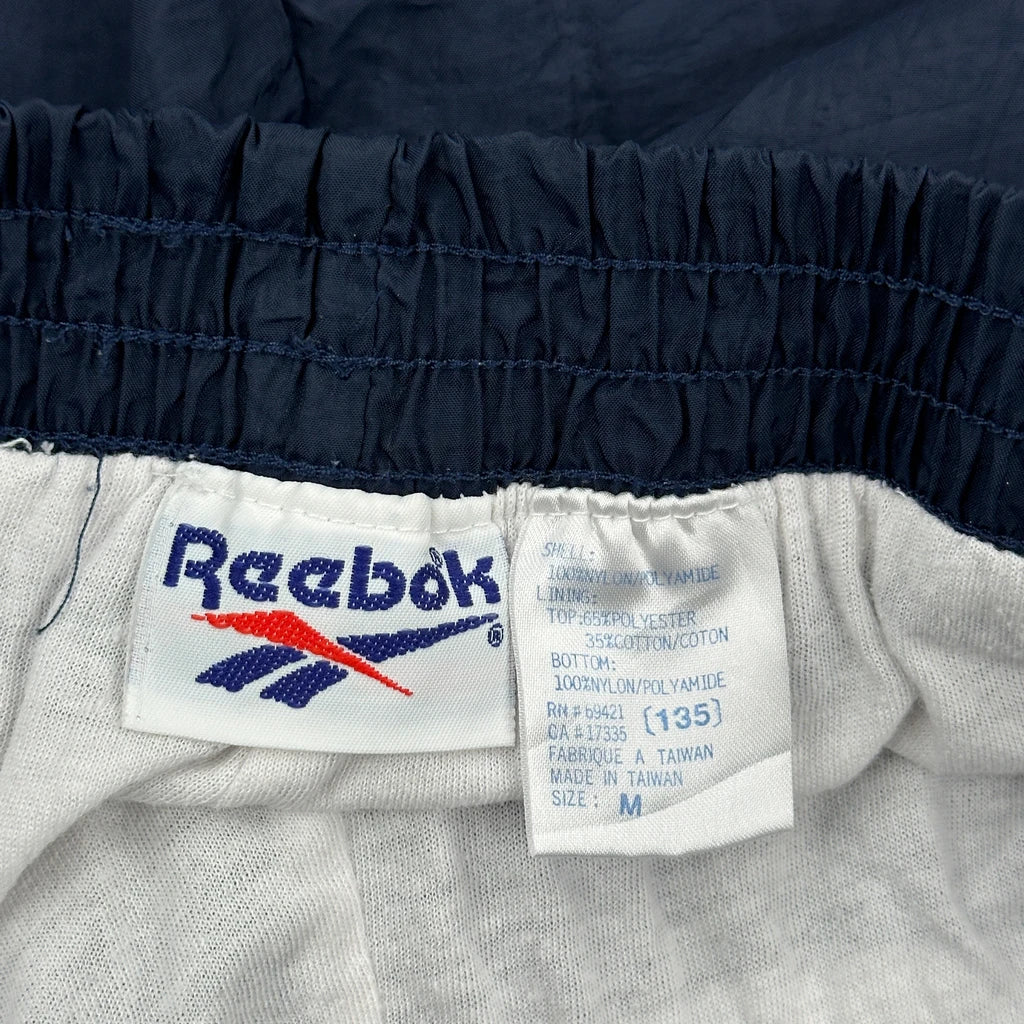 Reebok
®
SHELL:
100%NYLON/POLYAMIDE
LINING:
TOP:65%POLYESTER
35%COTTON/COTON
BOTTOM:
100%NYLON/POLYAMIDE
RN # 69421 [135]
CA # 17335
FABRIQUE A TAIWAN
MADE IN TAIWAN
SIZE : M